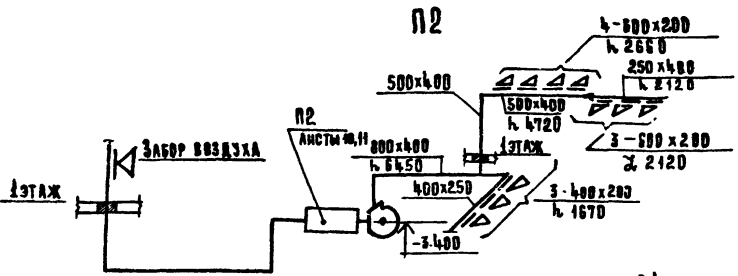 П2
4-600х200
h 2660
250х400
h 2120
500х400
500х400
h 4720
3-600х200
h 2120
П2
ЛИСТЫ 10,11
ЗАБОР ВОЗДУХА
800х400
h 6450
1ЭТАЖ
1ЭТАЖ
400х250
3-400х200
h 1670
-3.400